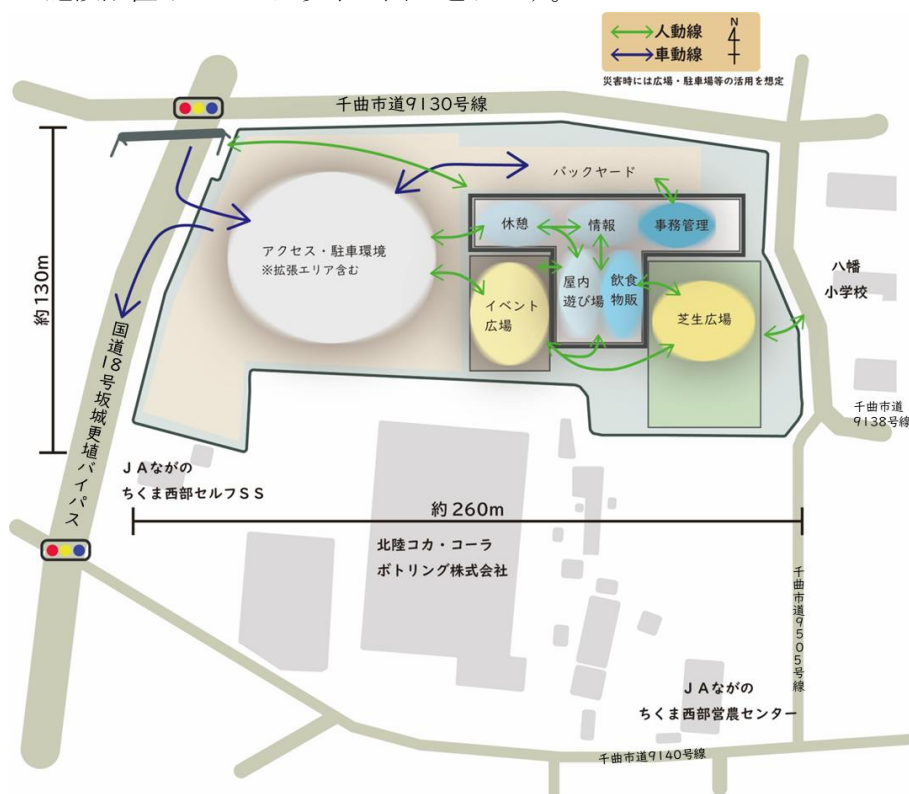 人動線
車動線
N
災害時には広場・駐車場等の活用を想定
千曲市道9130号線
約130m
バックヤード
休憩
情報
事務管理
アクセス・駐車環境
※拡張エリア含む
屋内
遊び場
飲食
物販
イベント
広場
芝生広場
八幡
小学校
国道18号坂城更埴バイパス
千曲市道
9138号線
JAながの
ちくま西部セルフSS
約260m
北陸コカ・コーラ
ボトリング株式会社
千曲市道9505号線
JAながの
ちくま西部営農センター
千曲市道9140号線